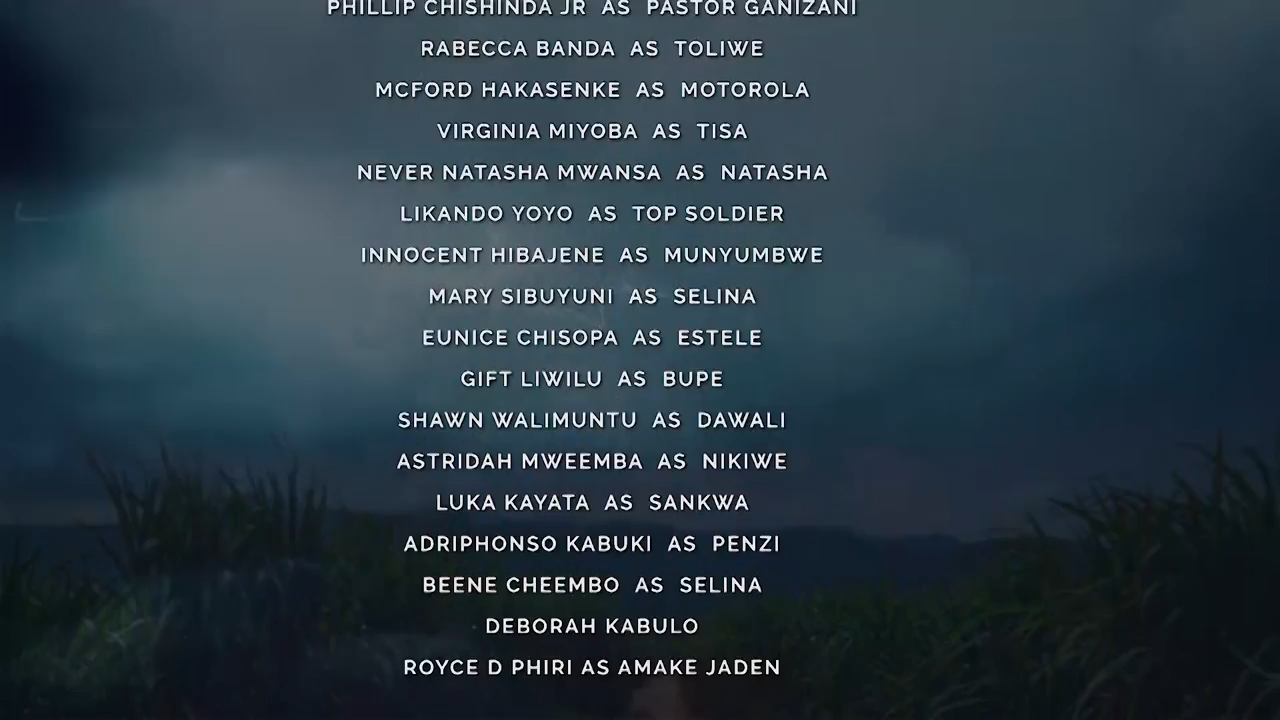 PHILLIP CHISHINDA JR AS PASTOR GANIZANI
RABECCA BANDA AS TOLIWE
MCFORD HAKASENKE AS MOTOROLA
VIRGINIA MIYOBA AS TISA
NEVER NATASHA MWANSA AS NATASHA
LIKANDO YOYO AS TOP SOLDIER
INNOCENT HIBAJENE AS MUNYUMBWE
MARY SIBUYUNI AS SELINA
EUNICE CHISOPA AS ESTELE
GIFT LIWILU AS BUPE
SHAWN WALIMUNTU AS DAWALI
ASTRIDAH MWEEMBA AS NIKIWE
LUKA KAYATA AS SANKWA
ADRIPHONSO KABUKI AS PENZI
BEENE CHEEMBO AS SELINA
DEBORAH KABULO
ROYCE D PHIRI AS AMAKE JADEN